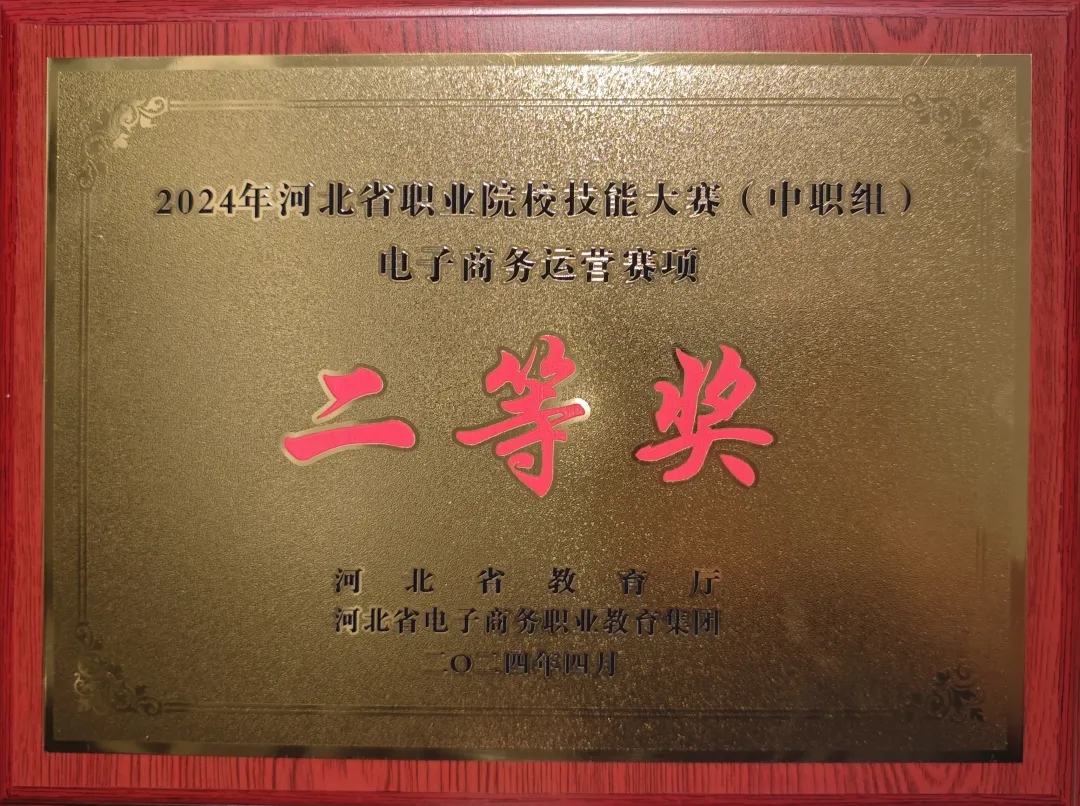 2024年河北省职业院校技能大赛（中职组）
电子商务运营赛项
二等奖
河北省教育厅
河北省电子商务职业教育集团
二〇二四年四月